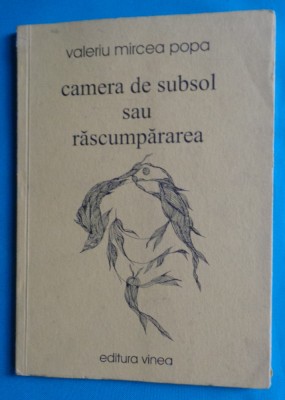 valeriu mircea popa
camera de subsol
sau
răscumpărarea
editura vinea